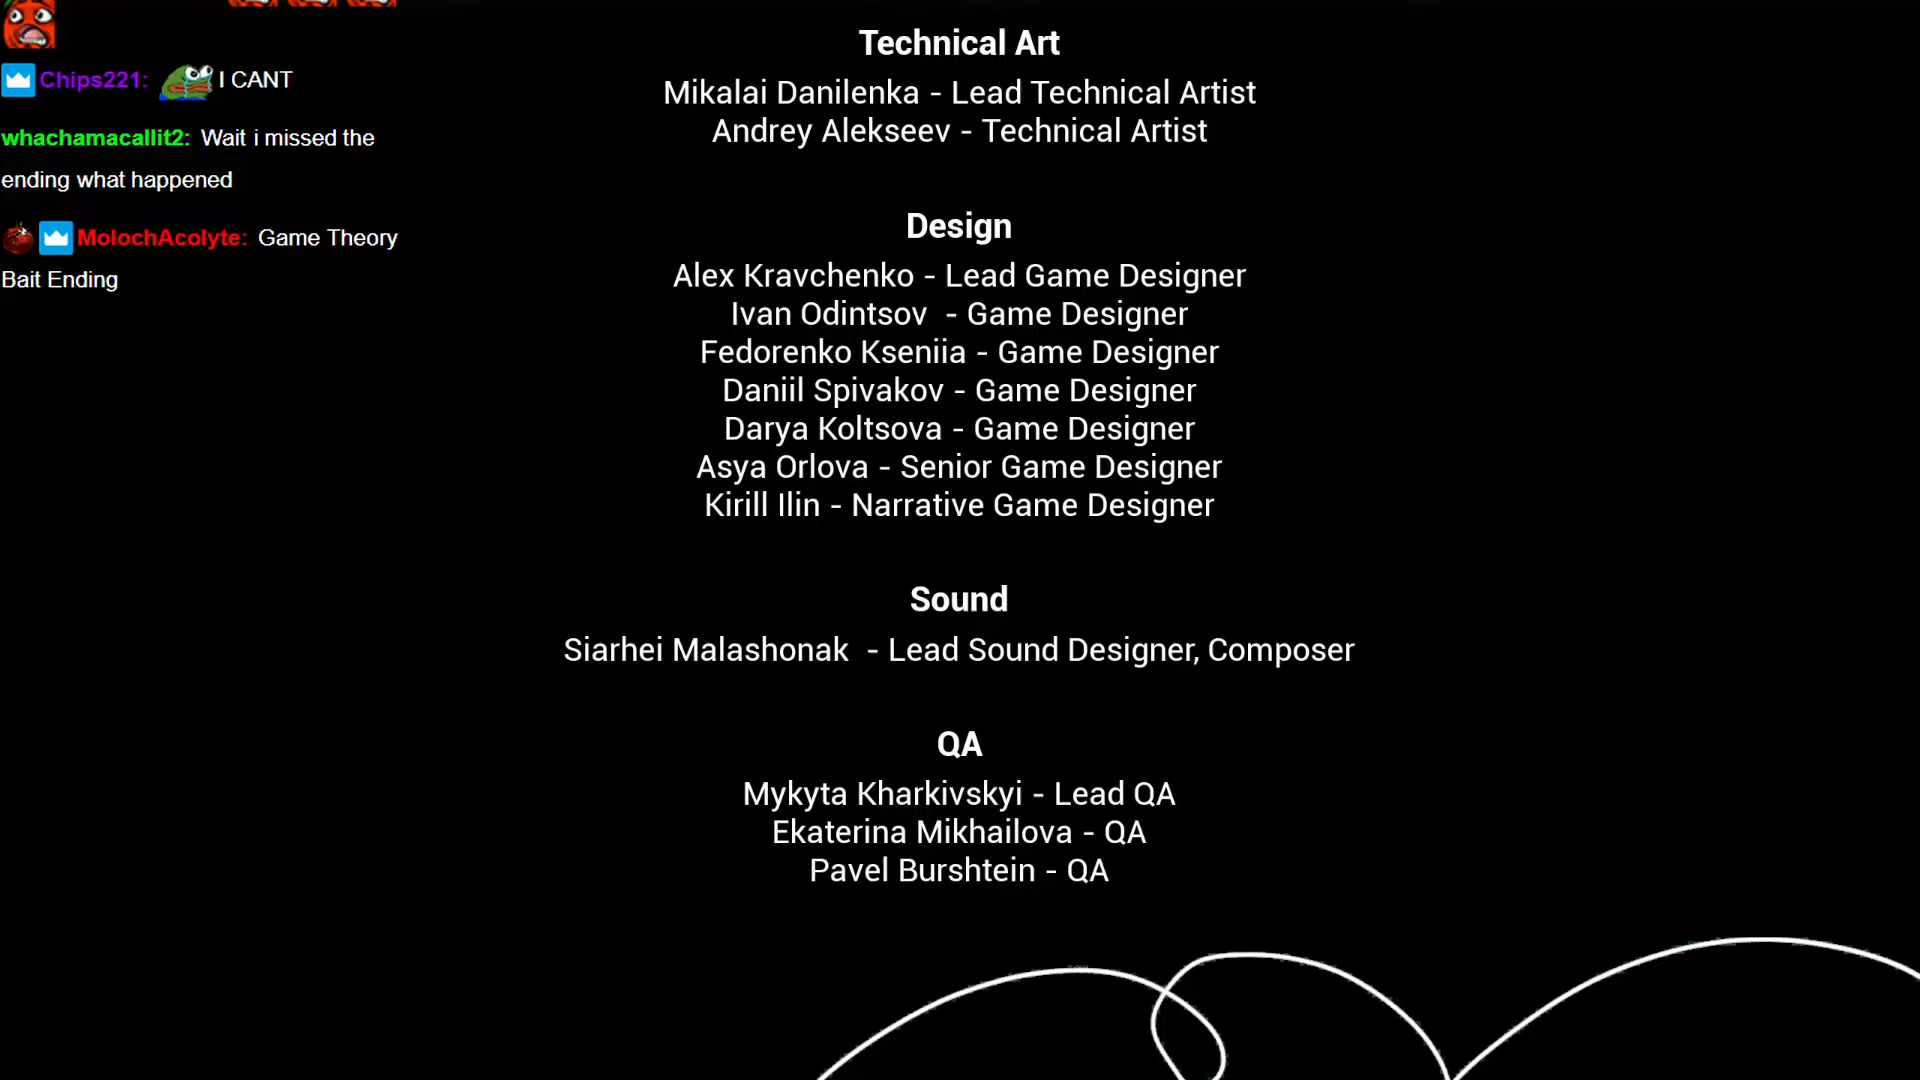 Chips221: I CANT
whachamacallit2: Wait i missed the
ending what happened
MolochAcolyte: Game Theory
Bait Ending
Technical Art
Mikalai Danilenka - Lead Technical Artist
Andrey Alekseev - Technical Artist
Design
Alex Kravchenko - Lead Game Designer
Ivan Odintsov  - Game Designer
Fedorenko Kseniia - Game Designer
Daniil Spivakov - Game Designer
Darya Koltsova - Game Designer
Asya Orlova - Senior Game Designer
Kirill Ilin - Narrative Game Designer
Sound
Siarhei Malashonak  - Lead Sound Designer, Composer
QA
Mykyta Kharkivskyi - Lead QA
Ekaterina Mikhailova - QA
Pavel Burshtein - QA